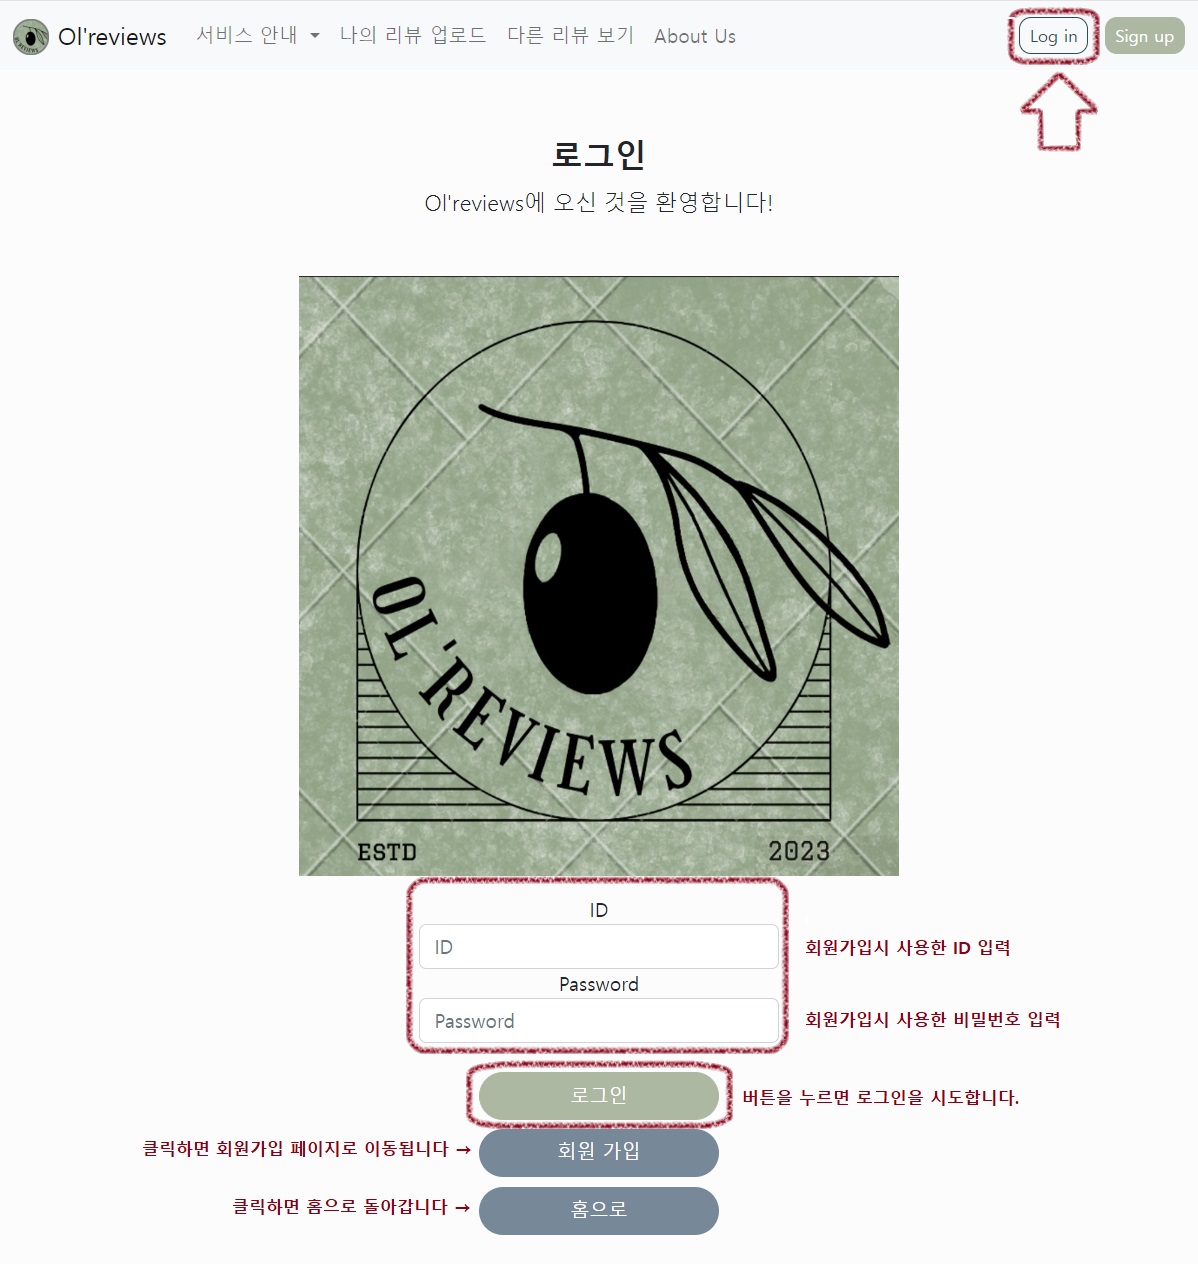 Ol'reviews 서비스 안내 나의 리뷰 업로드 다른 리뷰 보기 About Us Log in Sign up
로그인
Ol'reviews에 오신 것을 환영합니다!
OL'REVIEWS
ESTD 2023
ID
ID 회원가입시 사용한 ID 입력
Password
Password 회원가입시 사용한 비밀번호 입력
로그인 버튼을 누르면 로그인을 시도합니다.
클릭하면 회원가입 페이지로 이동됩니다 → 회원 가입
클릭하면 홈으로 돌아갑니다 → 홈으로